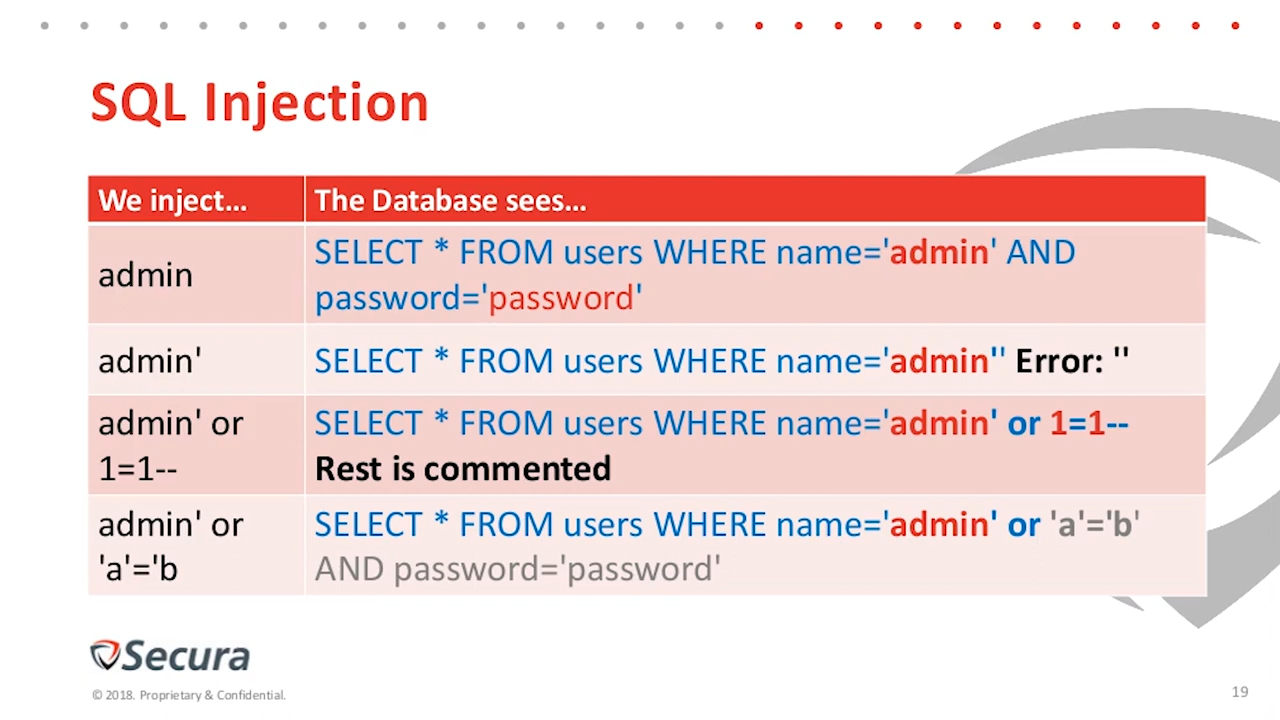 SQL Injection
We inject...
The Database sees...
admin
SELECT * FROM users WHERE name='admin' AND
password='password'
admin'
SELECT * FROM users WHERE name='admin'' Error: ''
admin' or
1=1--
SELECT * FROM users WHERE name='admin' or 1=1--
Rest is commented
admin' or
'a'='b
SELECT * FROM users WHERE name='admin' or 'a'='b'
AND password='password'
Secura
© 2018. Proprietary & Confidential.
19